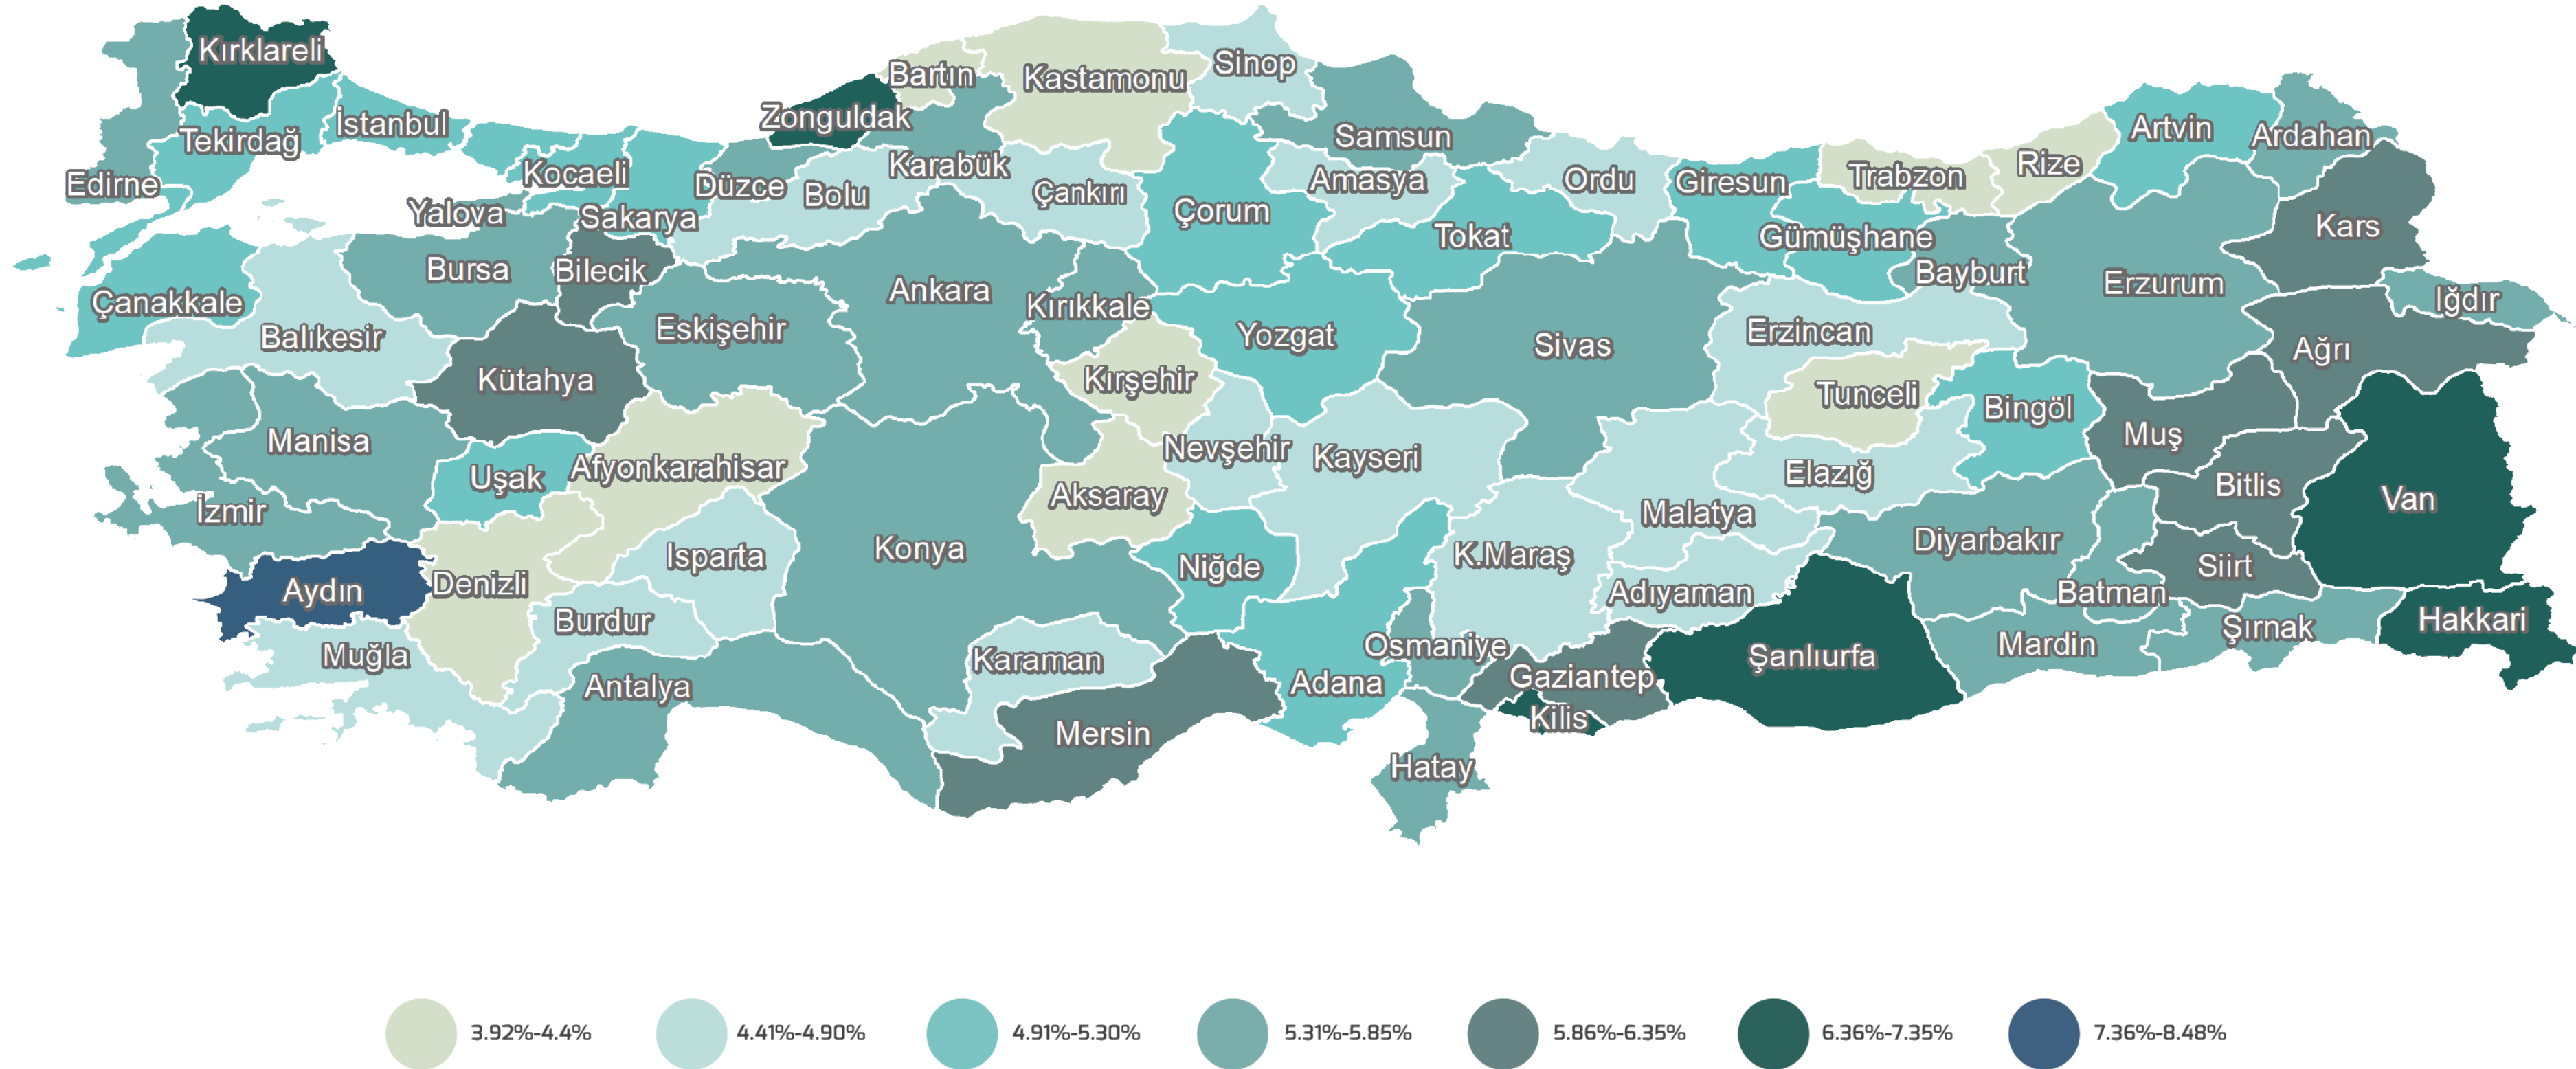 Kırklareli
Sinop
Bartın
Kastamonu
Zonguldak
İstanbul
Tekirdağ
Samsun
Artvin
Ardahan
Karabük
Kocaeli
Edirne
Düzce
Bolu
Çankırı
Amasya
Ordu
Giresun
Trabzon
Rize
Yalova
Sakarya
Çorum
Tokat
Gümüşhane
Kars
Bursa
Bilecik
Ankara
Bayburt
Erzurum
Çanakkale
Kırıkkale
Iğdır
Balıkesir
Eskişehir
Yozgat
Sivas
Erzincan
Ağrı
Kütahya
Kırşehir
Tunceli
Bingöl
Manisa
Muş
Uşak
Afyonkarahisar
Nevşehir
Kayseri
Elazığ
Bitlis
Van
Aksaray
İzmir
Malatya
Isparta
Konya
Niğde
K.Maraş
Diyarbakır
Siirt
Aydın
Denizli
Adıyaman
Batman
Burdur
Hakkari
Muğla
Karaman
Osmaniye
Şanlıurfa
Mardin
Şırnak
Antalya
Adana
Gaziantep
Mersin
Kilis
Hatay
3.92%-4.4%
4.41%-4.90%
4.91%-5.30%
5.31%-5.85%
5.86%-6.35%
6.36%-7.35%
7.36%-8.48%